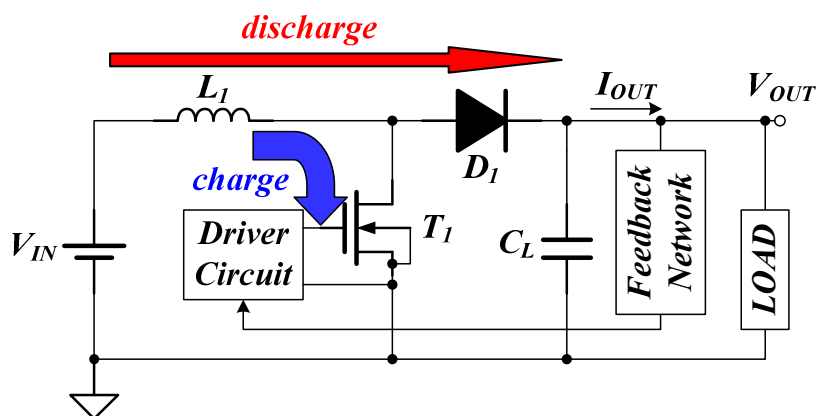 discharge
L1
IOUT
VOUT
D1
charge
VIN
Driver
Circuit
T1
CL
Feedback
Network
LOAD